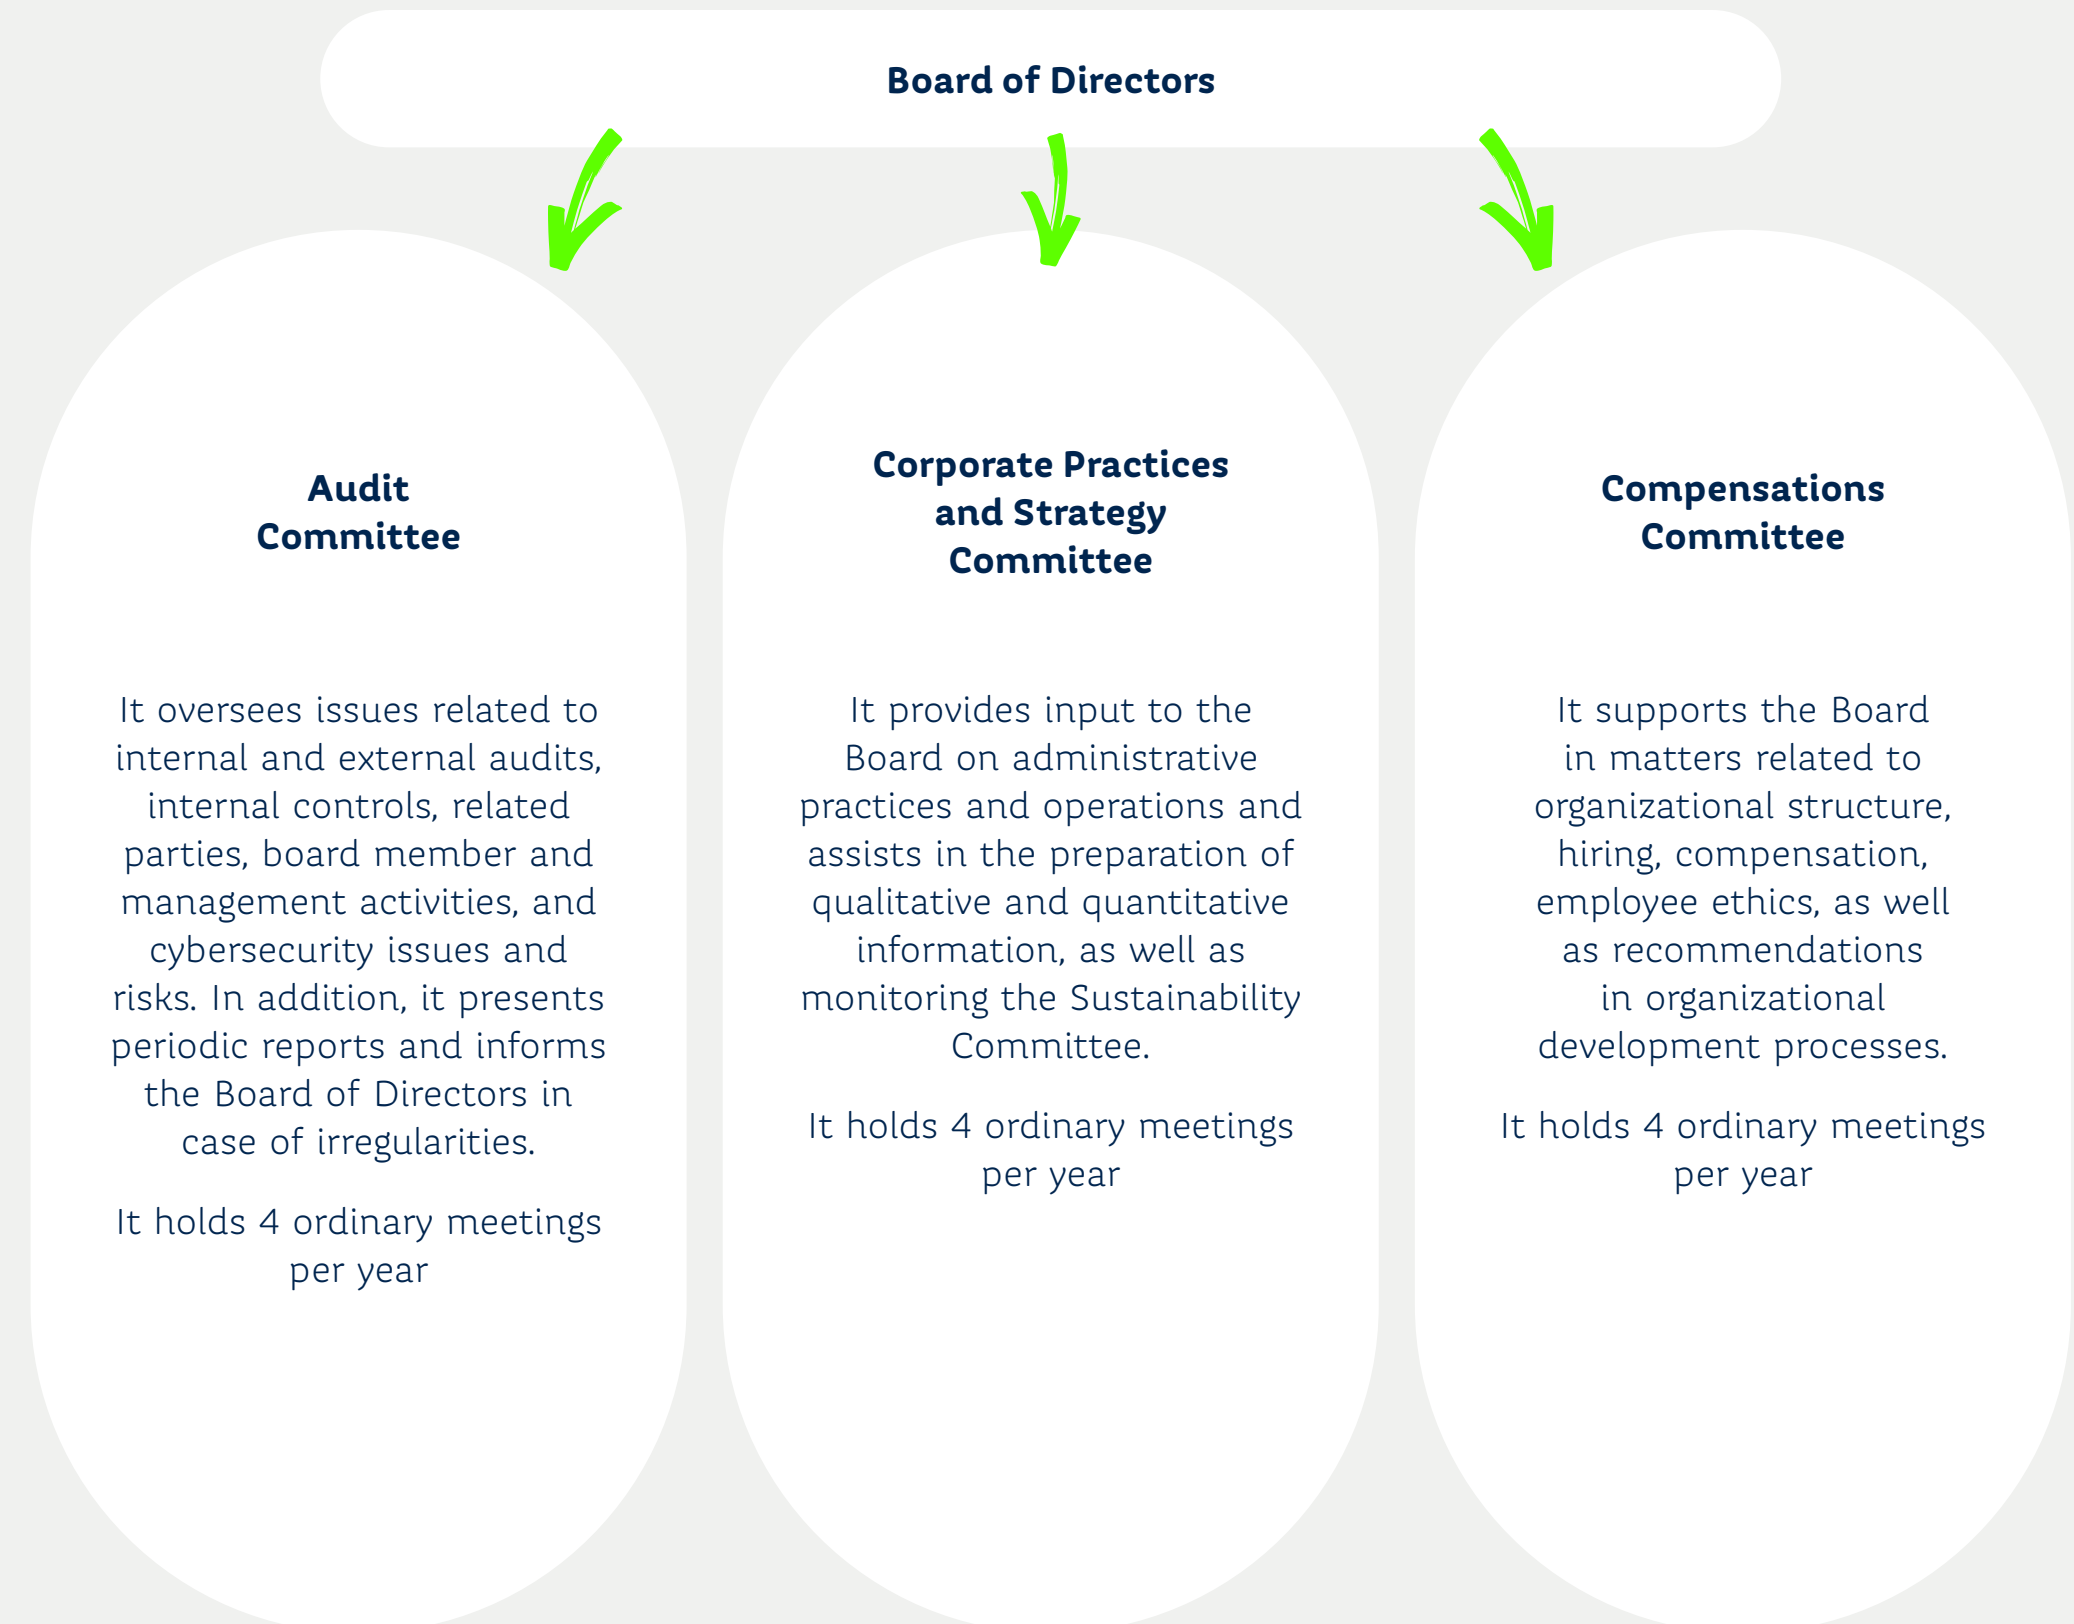 Board of Directors
Audit
Committee
It oversees issues related to
internal and external audits,
internal controls, related
parties, board member and
management activities, and
cybersecurity issues and
risks. In addition, it presents
periodic reports and informs
the Board of Directors in
case of irregularities.
It holds 4 ordinary meetings
per year
Corporate Practices
and Strategy
Committee
It provides input to the
Board on administrative
practices and operations and
assists in the preparation of
qualitative and quantitative
information, as well as
monitoring the Sustainability
Committee.
It holds 4 ordinary meetings
per year
Compensations
Committee
It supports the Board
in matters related to
organizational structure,
hiring, compensation,
employee ethics, as well
as recommendations
in organizational
development processes.
It holds 4 ordinary meetings
per year